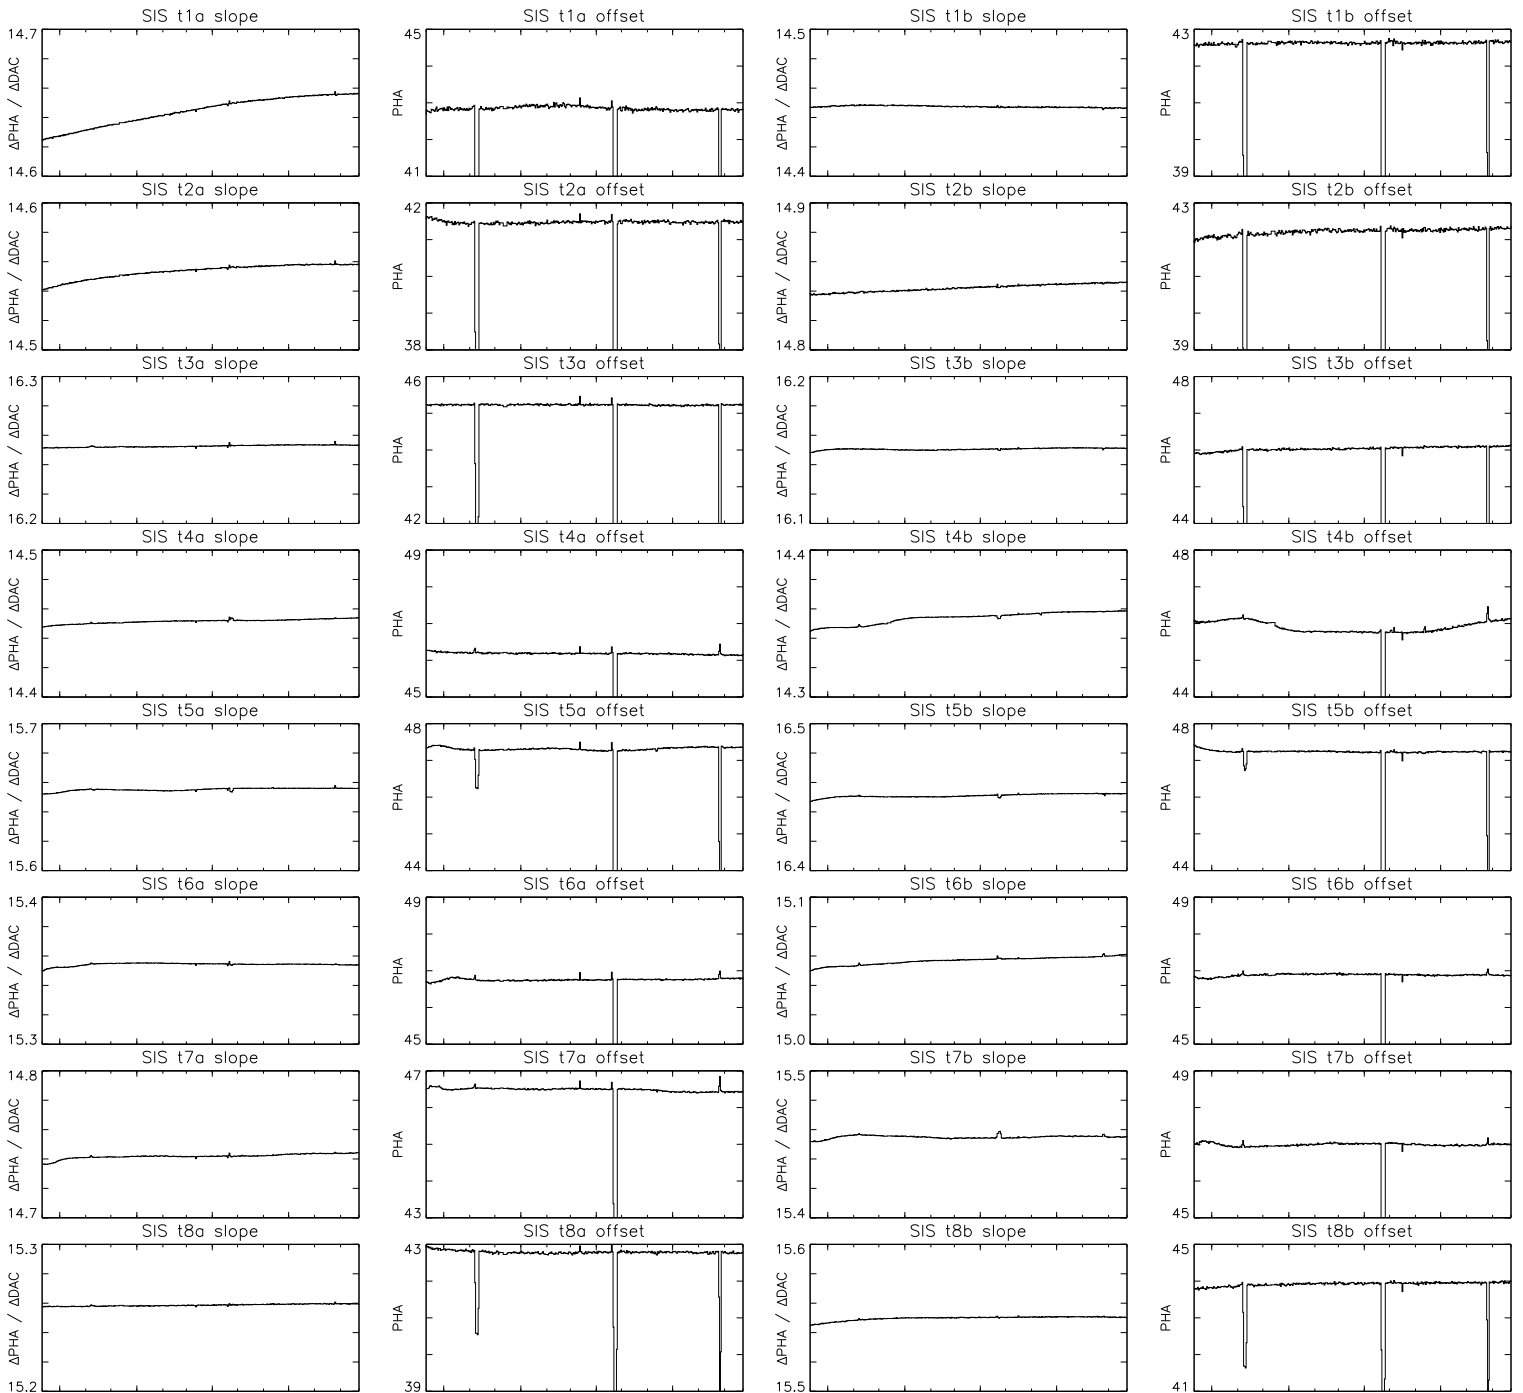 SIS t1a slope
SIS t1a offset
SIS t1b slope
SIS t1b offset
14.7
ΔPHA / ΔDAC
14.6
45
PHA
41
14.5
ΔPHA / ΔDAC
14.4
43
PHA
39
SIS t2a slope
SIS t2a offset
SIS t2b slope
SIS t2b offset
14.6
ΔPHA / ΔDAC
14.5
42
PHA
38
14.9
ΔPHA / ΔDAC
14.8
43
PHA
39
SIS t3a slope
SIS t3a offset
SIS t3b slope
SIS t3b offset
16.3
ΔPHA / ΔDAC
16.2
46
PHA
42
16.2
ΔPHA / ΔDAC
16.1
48
PHA
44
SIS t4a slope
SIS t4a offset
SIS t4b slope
SIS t4b offset
14.5
ΔPHA / ΔDAC
14.4
49
PHA
45
14.4
ΔPHA / ΔDAC
14.3
48
PHA
44
SIS t5a slope
SIS t5a offset
SIS t5b slope
SIS t5b offset
15.7
ΔPHA / ΔDAC
15.6
48
PHA
44
16.5
ΔPHA / ΔDAC
16.4
48
PHA
44
SIS t6a slope
SIS t6a offset
SIS t6b slope
SIS t6b offset
15.4
ΔPHA / ΔDAC
15.3
49
PHA
45
15.1
ΔPHA / ΔDAC
15.0
49
PHA
45
SIS t7a slope
SIS t7a offset
SIS t7b slope
SIS t7b offset
14.8
ΔPHA / ΔDAC
14.7
47
PHA
43
15.5
ΔPHA / ΔDAC
15.4
49
PHA
45
SIS t8a slope
SIS t8a offset
SIS t8b slope
SIS t8b offset
15.3
ΔPHA / ΔDAC
15.2
43
PHA
39
15.6
ΔPHA / ΔDAC
15.5
45
PHA
41